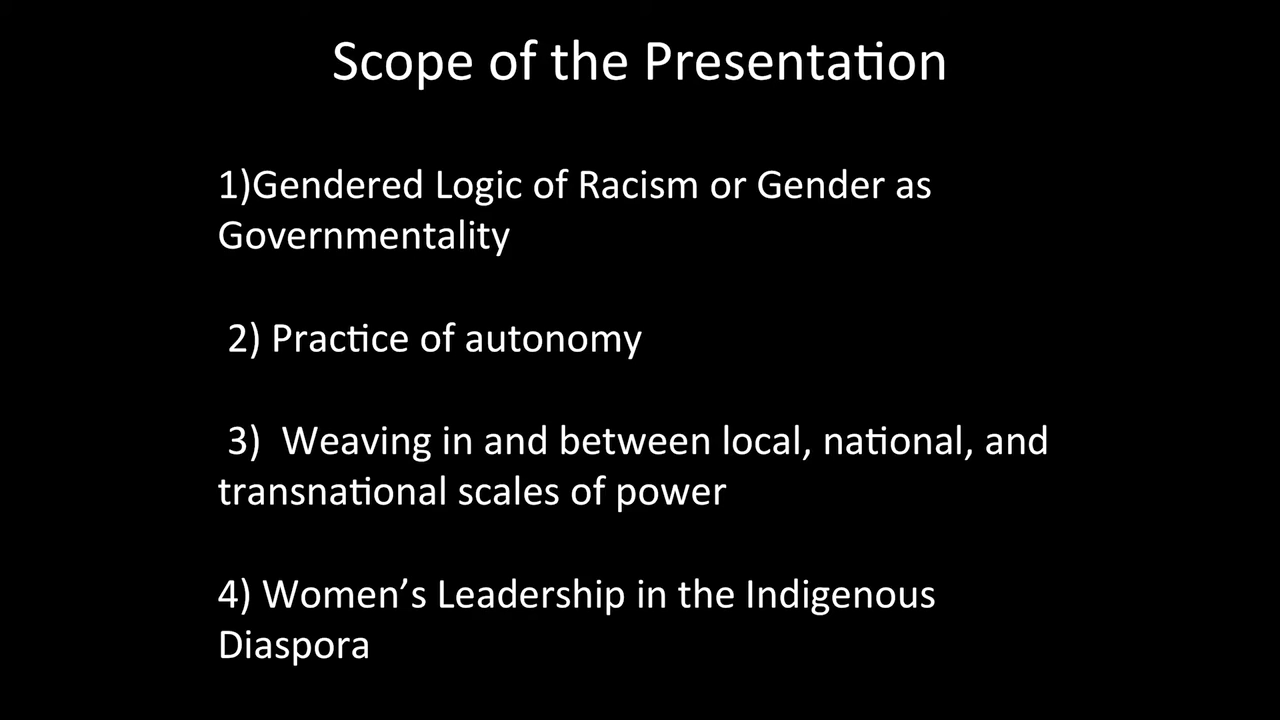 Scope of the Presentation
1)Gendered Logic of Racism or Gender as
Governmentality
2) Practice of autonomy
3)  Weaving in and between local, national, and
transnational scales of power
4) Women’s Leadership in the Indigenous
Diaspora